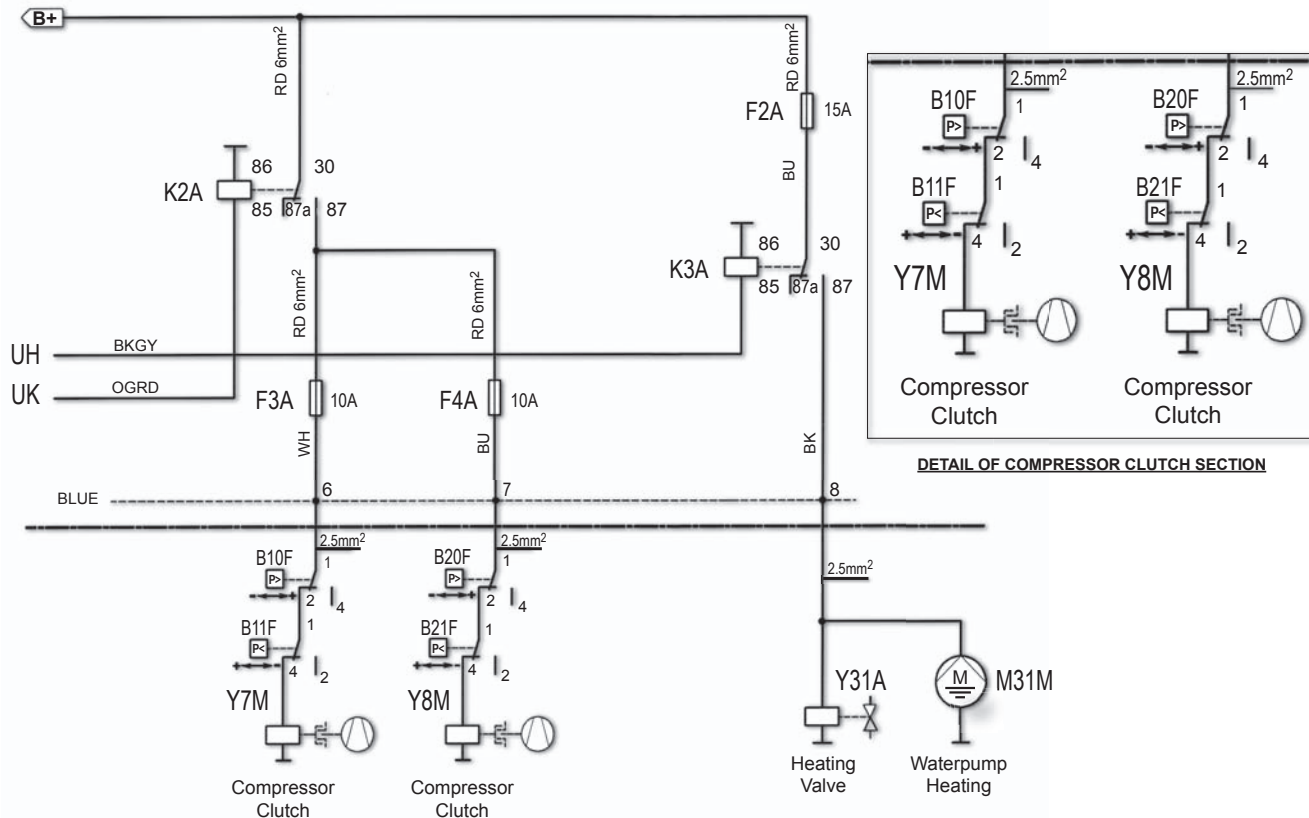 B+
RD 6mm²
RD 6mm²
F2A
15A
BU
K2A
86
30
85
87a
87
K3A
86
30
85
87a
87
RD 6mm²
RD 6mm²
UH
BKGY
UK
OGRD
F3A
10A
F4A
10A
WH
BU
BK
BLUE
6
7
8
2.5mm²
B10F
P>
1
- +
2
4
B11F
P<
1
+ -
4
2
Y7M
Compressor
Clutch
2.5mm²
B20F
P>
1
- +
2
4
B21F
P<
1
+ -
4
2
Y8M
Compressor
Clutch
2.5mm²
Y31A
Heating
Valve
M
M31M
Waterpump
Heating
2.5mm²
B10F
P>
1
- +
2
4
B11F
P<
1
+ -
4
2
Y7M
Compressor
Clutch
2.5mm²
B20F
P>
1
- +
2
4
B21F
P<
1
+ -
4
2
Y8M
Compressor
Clutch
DETAIL OF COMPRESSOR CLUTCH SECTION